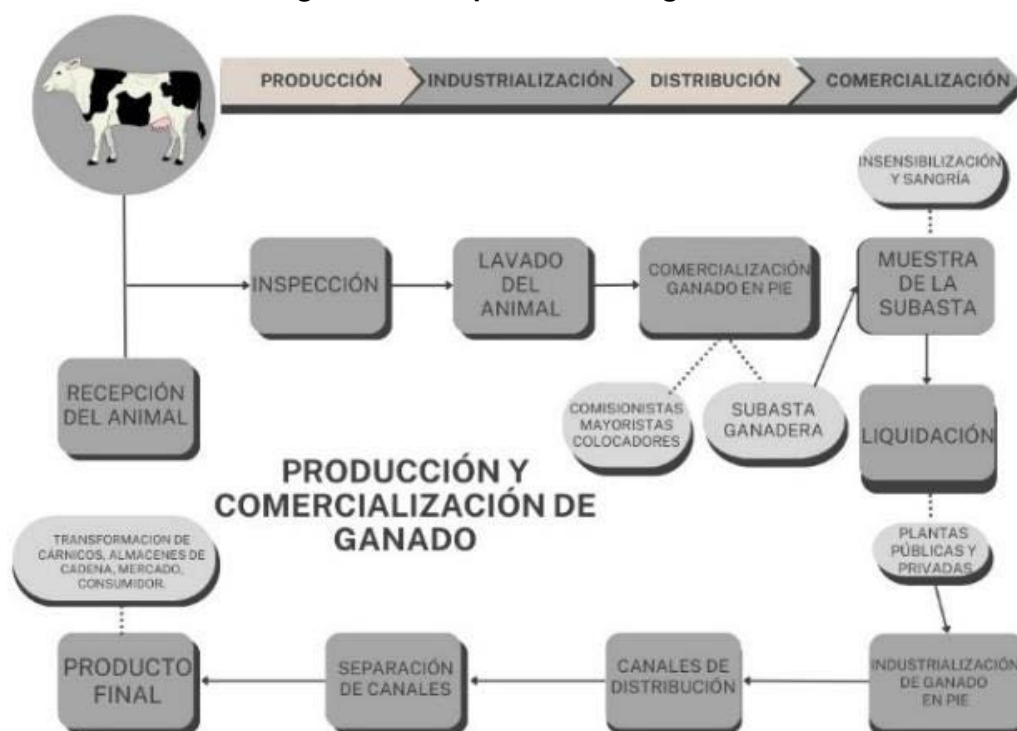 PRODUCCIÓN
INDUSTRIALIZACIÓN
DISTRIBUCIÓN
COMERCIALIZACIÓN
INSENSIBILIZACIÓN
Y SANGRÍA
INSPECCIÓN
LAVADO
DEL
ANIMAL
COMERCIALIZACIÓN
GANADO EN PIE
MUESTRA
DE LA
SUBASTA
RECEPCIÓN
DEL ANIMAL
COMISIONISTAS
MAYORISTAS
COLOCADORES
SUBASTA
GANADERA
LIQUIDACIÓN
PRODUCCIÓN Y
COMERCIALIZACIÓN DE
GANADO
TRANSFORMACION DE
CÁRNICOS, ALMACENES DE
CADENA, MERCADO,
CONSUMIDOR.
PLANTAS
PÚBLICAS Y
PRIVADAS
PRODUCTO
FINAL
SEPARACIÓN
DE CANALES
CANALES DE
DISTRIBUCIÓN
INDUSTRIALIZACIÓN
DE GANADO
EN PIE